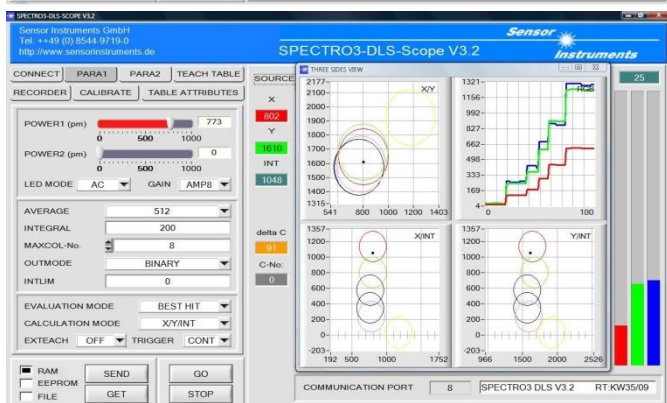 SPECTRO3-DLS-SCOPE V3.2
Sensor Instruments GmbH
Tel. ++49 (0) 8544-9719-0
http://www.sensorinstruments.de
SPECTRO3-DLS-Scope V3.2
Sensor
Instruments
CONNECT PARA1 PARA2 TEACH TABLE
RECORDER CALIBRATE TABLE ATTRIBUTES
POWER1 (pm) 773
0 500 1000
POWER2 (pm) 0
0 500 1000
LED MODE AC GAIN AMP8
AVERAGE 512
INTEGRAL 200
MAXCOL-No. 8
OUTMODE BINARY
INTLIM 0
EVALUATION MODE BEST HIT
CALCULATION MODE X/Y/INT
EXTEACH OFF TRIGGER CONT
RAM
EEPROM
FILE
SEND GO
GET STOP
SOURCE
X
802
Y
1610
INT
1048
delta C
91
C-No:
0
THREE SIDES VIEW
X/Y
2177
2100
2000
1900
1800
1700
1600
1500
1400
1315
541 800 1000 1200 1403
RGB
1321
1156
992
827
662
498
333
169
4
0 100
X/INT
1357
1200
1000
800
600
400
200
0
-203
192 500 1000 1752
Y/INT
1357
1200
1000
800
600
400
200
0
-203
966 1500 2000 2526
25
COMMUNICATION PORT 8 SPECTRO3 DLS V3.2 RT:KW35/09